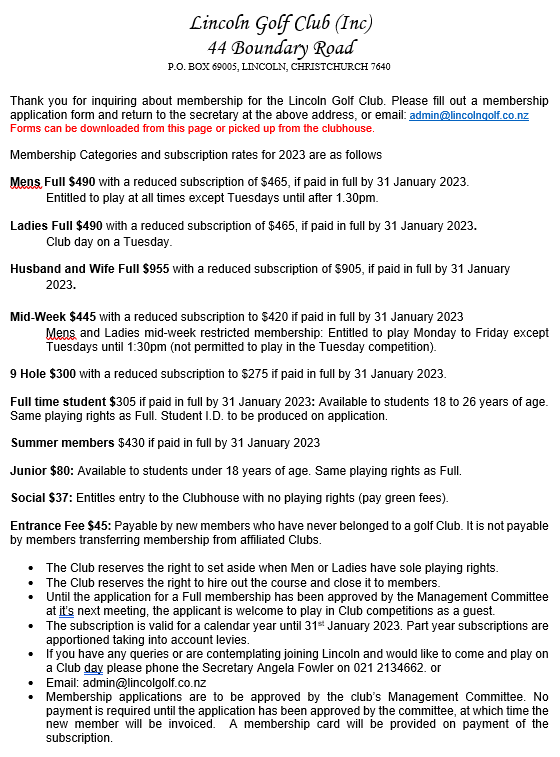 Lincoln Golf Club (Inc)
44 Boundary Road
P.O. BOX 69005, LINCOLN, CHRISTCHURCH 7640
Thank you for inquiring about membership for the Lincoln Golf Club. Please fill out a membership
application form and return to the secretary at the above address, or email: admin@lincolngolf.co.nz
Forms can be downloaded from this page or picked up from the clubhouse.
Membership Categories and subscription rates for 2023 are as follows
Mens Full $490 with a reduced subscription of $465, if paid in full by 31 January 2023.
Entitled to play at all times except Tuesdays until after 1.30pm.
Ladies Full $490 with a reduced subscription of $465, if paid in full by 31 January 2023.
Club day on a Tuesday.
Husband and Wife Full $955 with a reduced subscription of $905, if paid in full by 31 January
2023.
Mid-Week $445 with a reduced subscription to $420 if paid in full by 31 January 2023
Mens and Ladies mid-week restricted membership: Entitled to play Monday to Friday except
Tuesdays until 1:30pm (not permitted to play in the Tuesday competition).
9 Hole $300 with a reduced subscription to $275 if paid in full by 31 January 2023.
Full time student $305 if paid in full by 31 January 2023: Available to students 18 to 26 years of age.
Same playing rights as Full. Student I.D. to be produced on application.
Summer members $430 if paid in full by 31 January 2023
Junior $80: Available to students under 18 years of age. Same playing rights as Full.
Social $37: Entitles entry to the Clubhouse with no playing rights (pay green fees).
Entrance Fee $45: Payable by new members who have never belonged to a golf Club. It is not payable
by members transferring membership from affiliated Clubs.
• The Club reserves the right to set aside when Men or Ladies have sole playing rights.
• The Club reserves the right to hire out the course and close it to members.
• Until the application for a Full membership has been approved by the Management Committee
at it's next meeting, the applicant is welcome to play in Club competitions as a guest.
• The subscription is valid for a calendar year until 31st January 2023. Part year subscriptions are
apportioned taking into account levies.
• If you have any queries or are contemplating joining Lincoln and would like to come and play on
a Club day please phone the Secretary Angela Fowler on 021 2134662. or
• Email: admin@lincolgolf.co.nz
• Membership applications are to be approved by the club's Management Committee. No
payment is required until the application has been approved by the committee, at which time the
new member will be invoiced. A membership card will be provided on payment of the
subscription.